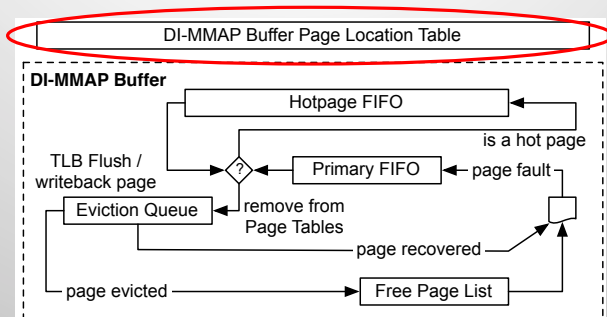 DI-MMAP Buffer Page Location Table
DI-MMAP Buffer
Hotpage FIFO
is a hot page
TLB Flush /
writeback page
?
Primary FIFO
page fault
Eviction Queue
remove from
Page Tables
page recovered
page evicted
Free Page List